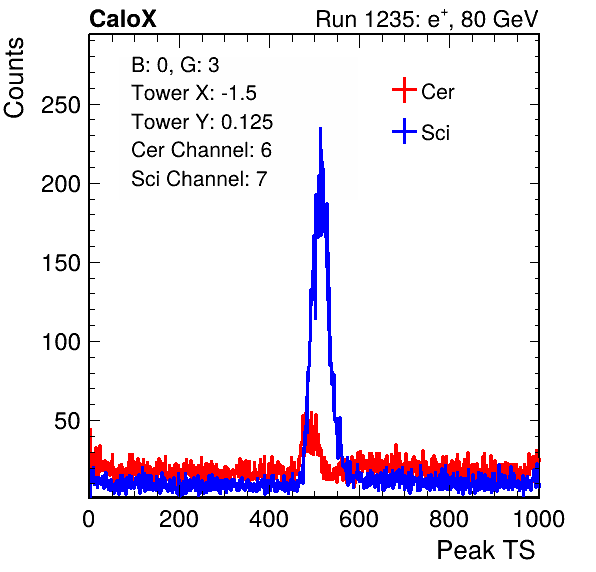 CaloX Run 1235: e⁺, 80 GeV
Counts
B: 0, G: 3
Tower X: -1.5
Tower Y: 0.125
Cer Channel: 6
Sci Channel: 7
Cer
Sci
250
200
150
100
50
0 200 400 600 800 1000
Peak TS